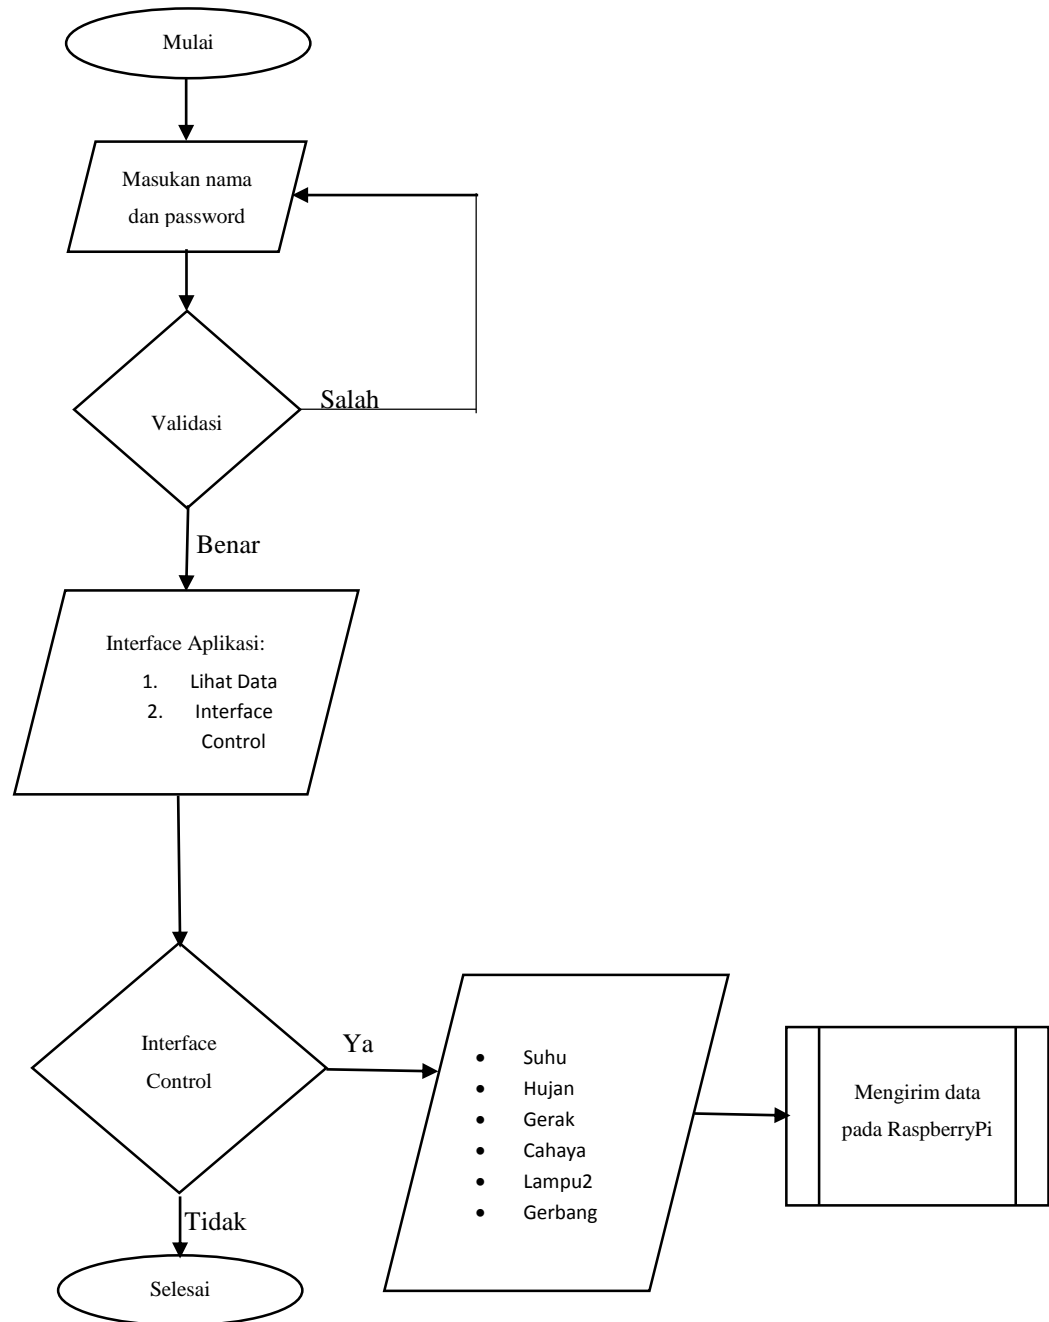 Mulai
Masukan nama
dan password
Salah
Validasi
Benar
Interface Aplikasi:
1. Lihat Data
2. Interface
Control
Interface
Control
Ya
• Suhu
• Hujan
• Gerak
• Cahaya
• Lampu2
• Gerbang
Mengirim data
pada RaspberryPi
Tidak
Selesai